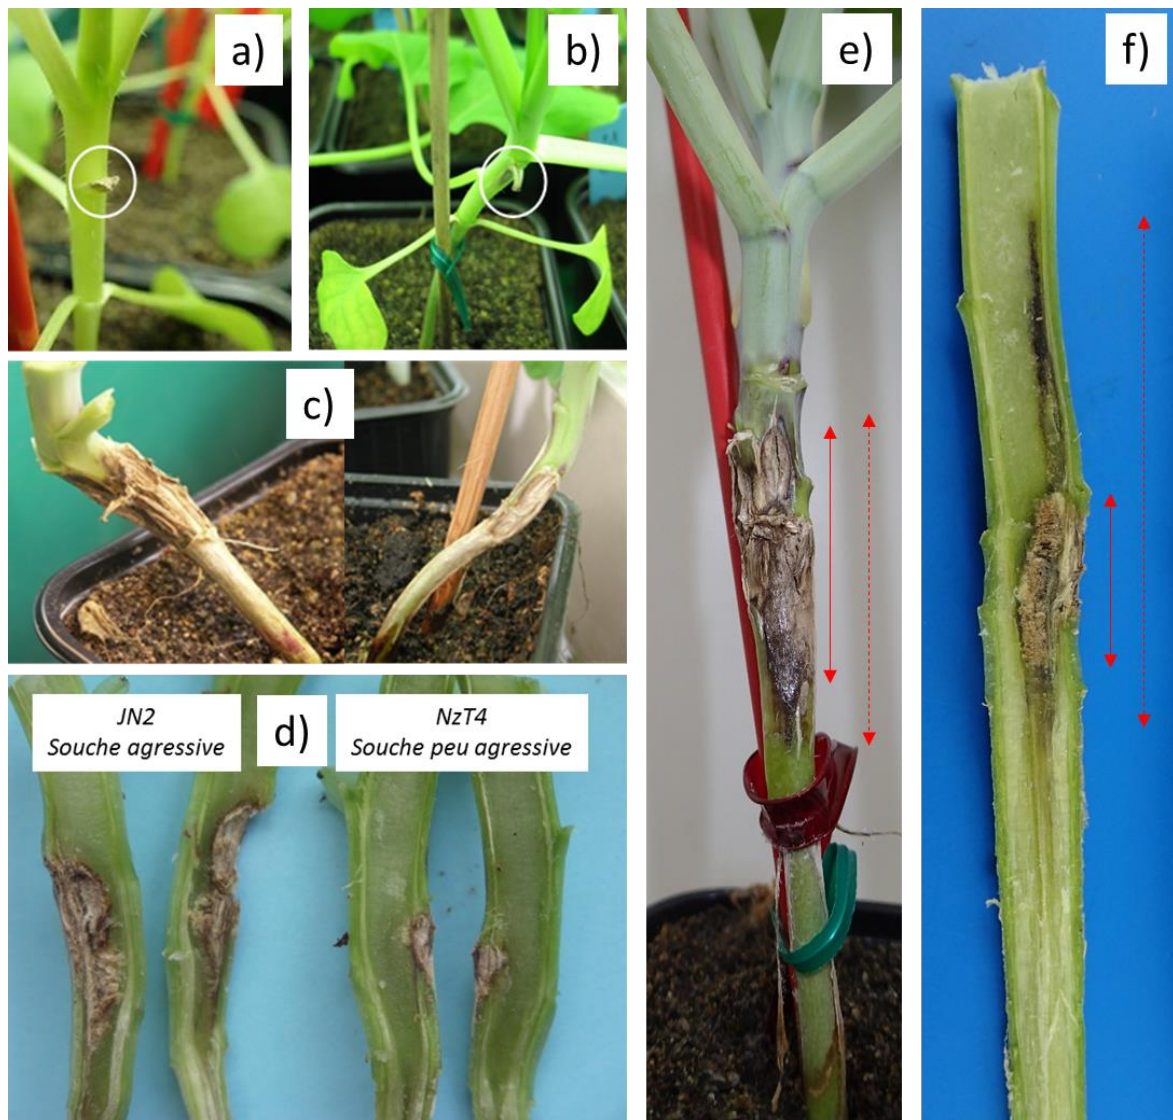 a)
b)
c)
d)
JN2
Souche agressive
NzT4
Souche peu agressive
e)
f)